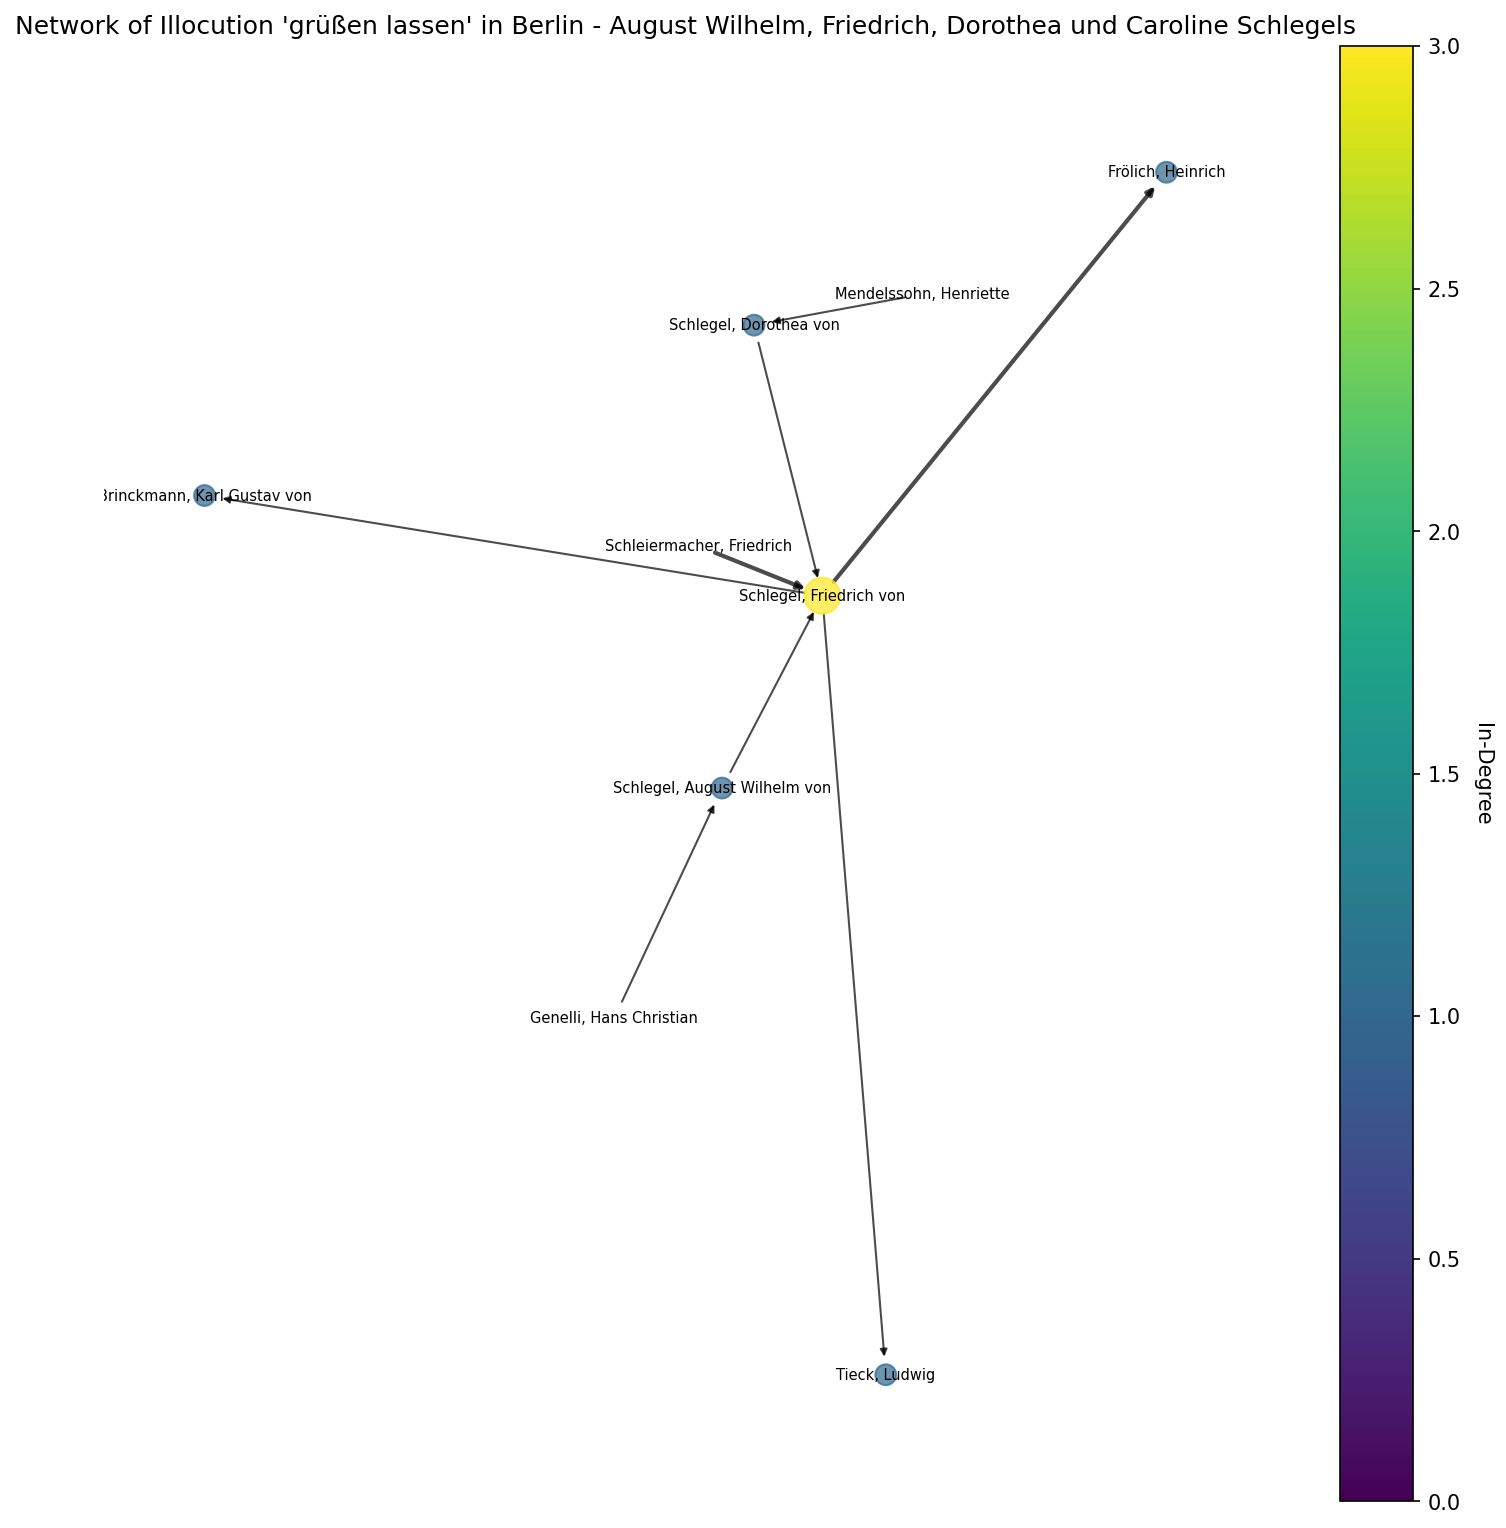 Network of Illocution 'grüßen lassen' in Berlin - August Wilhelm, Friedrich, Dorothea und Caroline Schlegels
3.0
Frölich, Heinrich
Mendelssohn, Henriette
2.5
Schlegel, Dorothea von
rinckmann, Karl Gustav von
2.0
Schleiermacher, Friedrich
Schlegel, Friedrich von
In-Degree
1.5
Schlegel, August Wilhelm von
1.0
Genelli, Hans Christian
0.5
Tieck, Ludwig
0.0